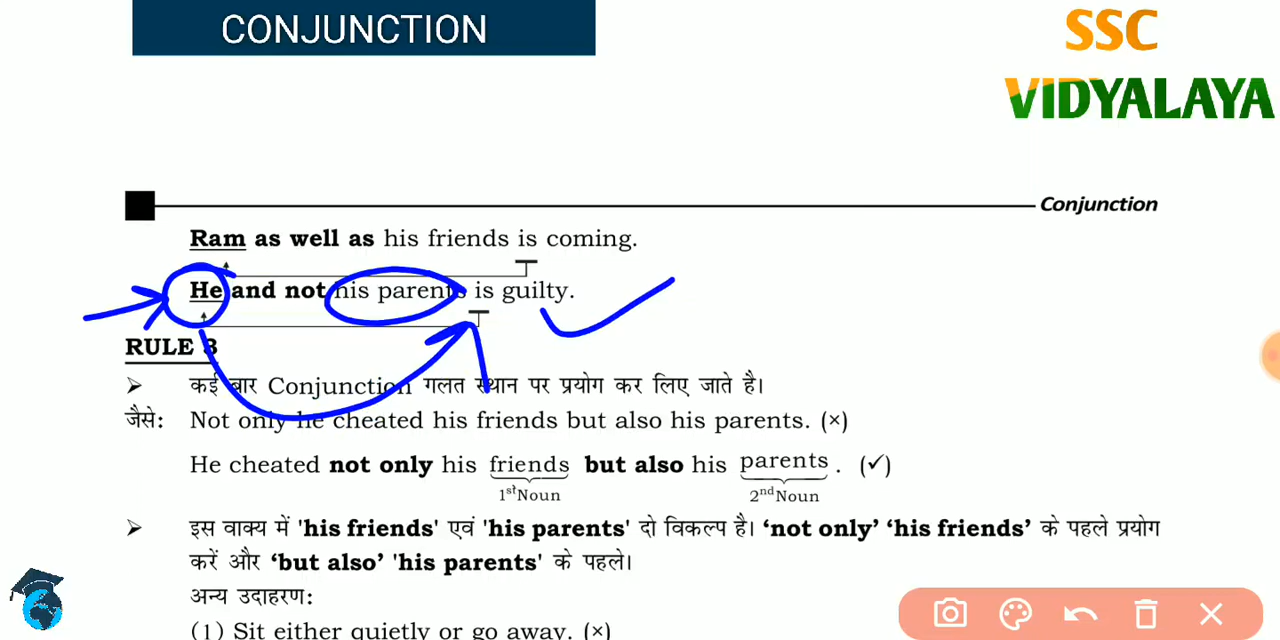 CONJUNCTION
SSC
VIDYALAYA
Conjunction
Ram as well as his friends is coming.
He and not his parents is guilty.
RULE 3
➢ कई बार Conjunction गलत स्थान पर प्रयोग कर लिए जाते है।
जैसे: Not only he cheated his friends but also his parents. (×)
He cheated not only his friends but also his parents. (✓)
1st Noun 2nd Noun
➢ इस वाक्य में 'his friends' एवं 'his parents' दो विकल्प है। ‘not only’ ‘his friends’ के पहले प्रयोग
करें और ‘but also’ 'his parents' के पहले।
अन्य उदाहरण:
(1) Sit either quietly or go away. (×)